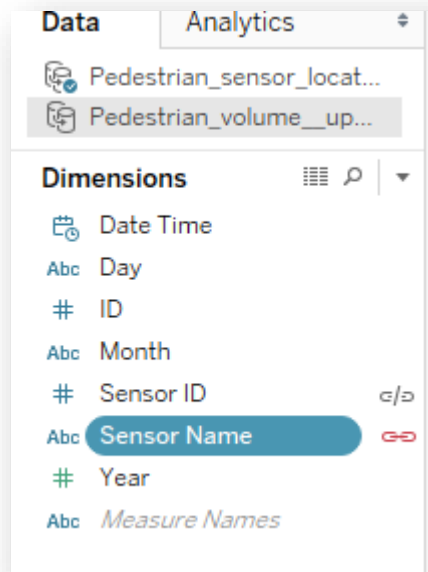 Data Analytics
Pedestrian_sensor_locat...
Pedestrian_volume__up...
Dimensions
Date Time
Abc Day
# ID
Abc Month
# Sensor ID
Abc Sensor Name
# Year
Abc Measure Names